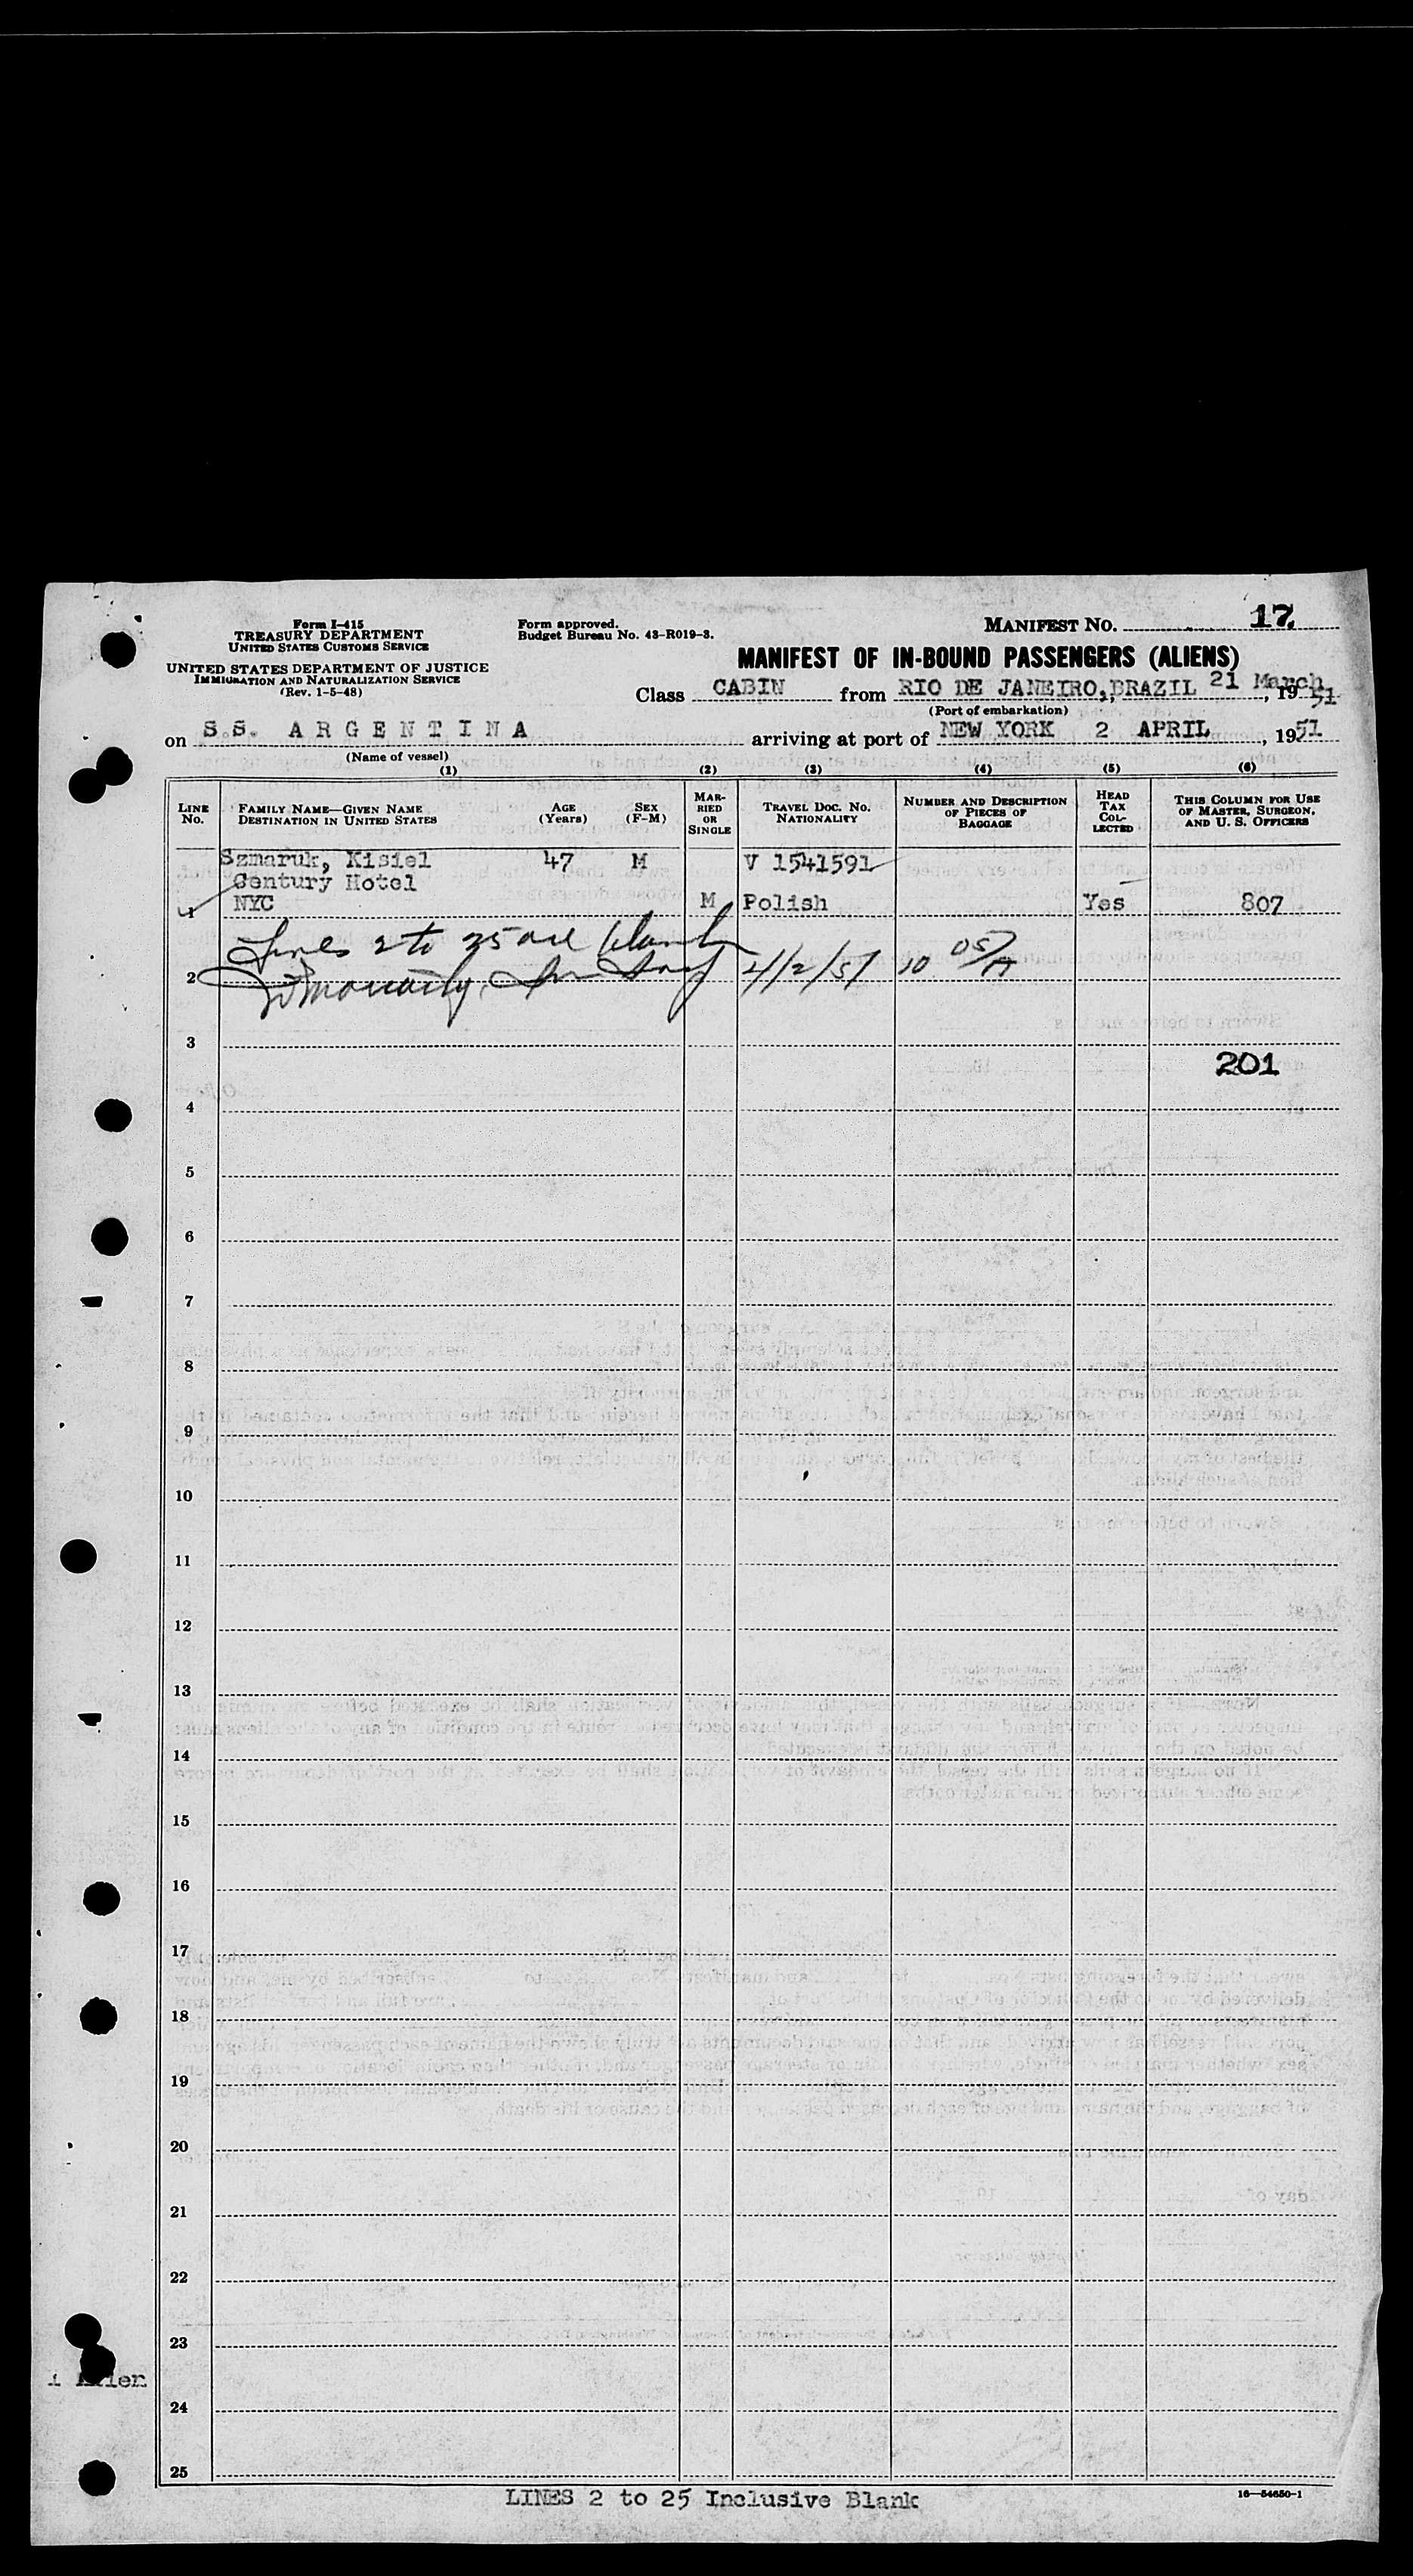 Form I-415
TREASURY DEPARTMENT
UNITED STATES CUSTOMS SERVICE
UNITED STATES DEPARTMENT OF JUSTICE
IMMIGRATION AND NATURALIZATION SERVICE
(Rev. 1-5-48)
Form approved.
Budget Bureau No. 43-R019-3.
MANIFEST No. 17
MANIFEST OF IN-BOUND PASSENGERS (ALIENS)
Class CABIN from RIO DE JANEIRO, BRAZIL 21 March, 1951
(Port of embarkation)
on S.S. ARGENTINA arriving at port of NEW YORK 2 APRIL, 1951
(Name of vessel)
(1) (2) (3) (4) (5) (6)
LINE No. FAMILY NAME—GIVEN NAME DESTINATION IN UNITED STATES AGE (Years) SEX (F-M) MARRIED OR SINGLE TRAVEL DOC. NO. NATIONALITY NUMBER AND DESCRIPTION OF PIECES OF BAGGAGE HEAD TAX COLLECTED THIS COLUMN FOR USE OF MASTER, SURGEON, AND U. S. OFFICERS
Szmaruk, Kisiel 47 M V 1541591
Century Hotel
1 NYC M Polish Yes 807
Lines 2 to 25 are blank
2 4/2/51 10
3
201
4
5
6
7
8
9
10
11
12
13
14
15
16
17
18
19
20
21
22
23
24
25
LINES 2 to 25 Inclusive Blank
16—54650-1